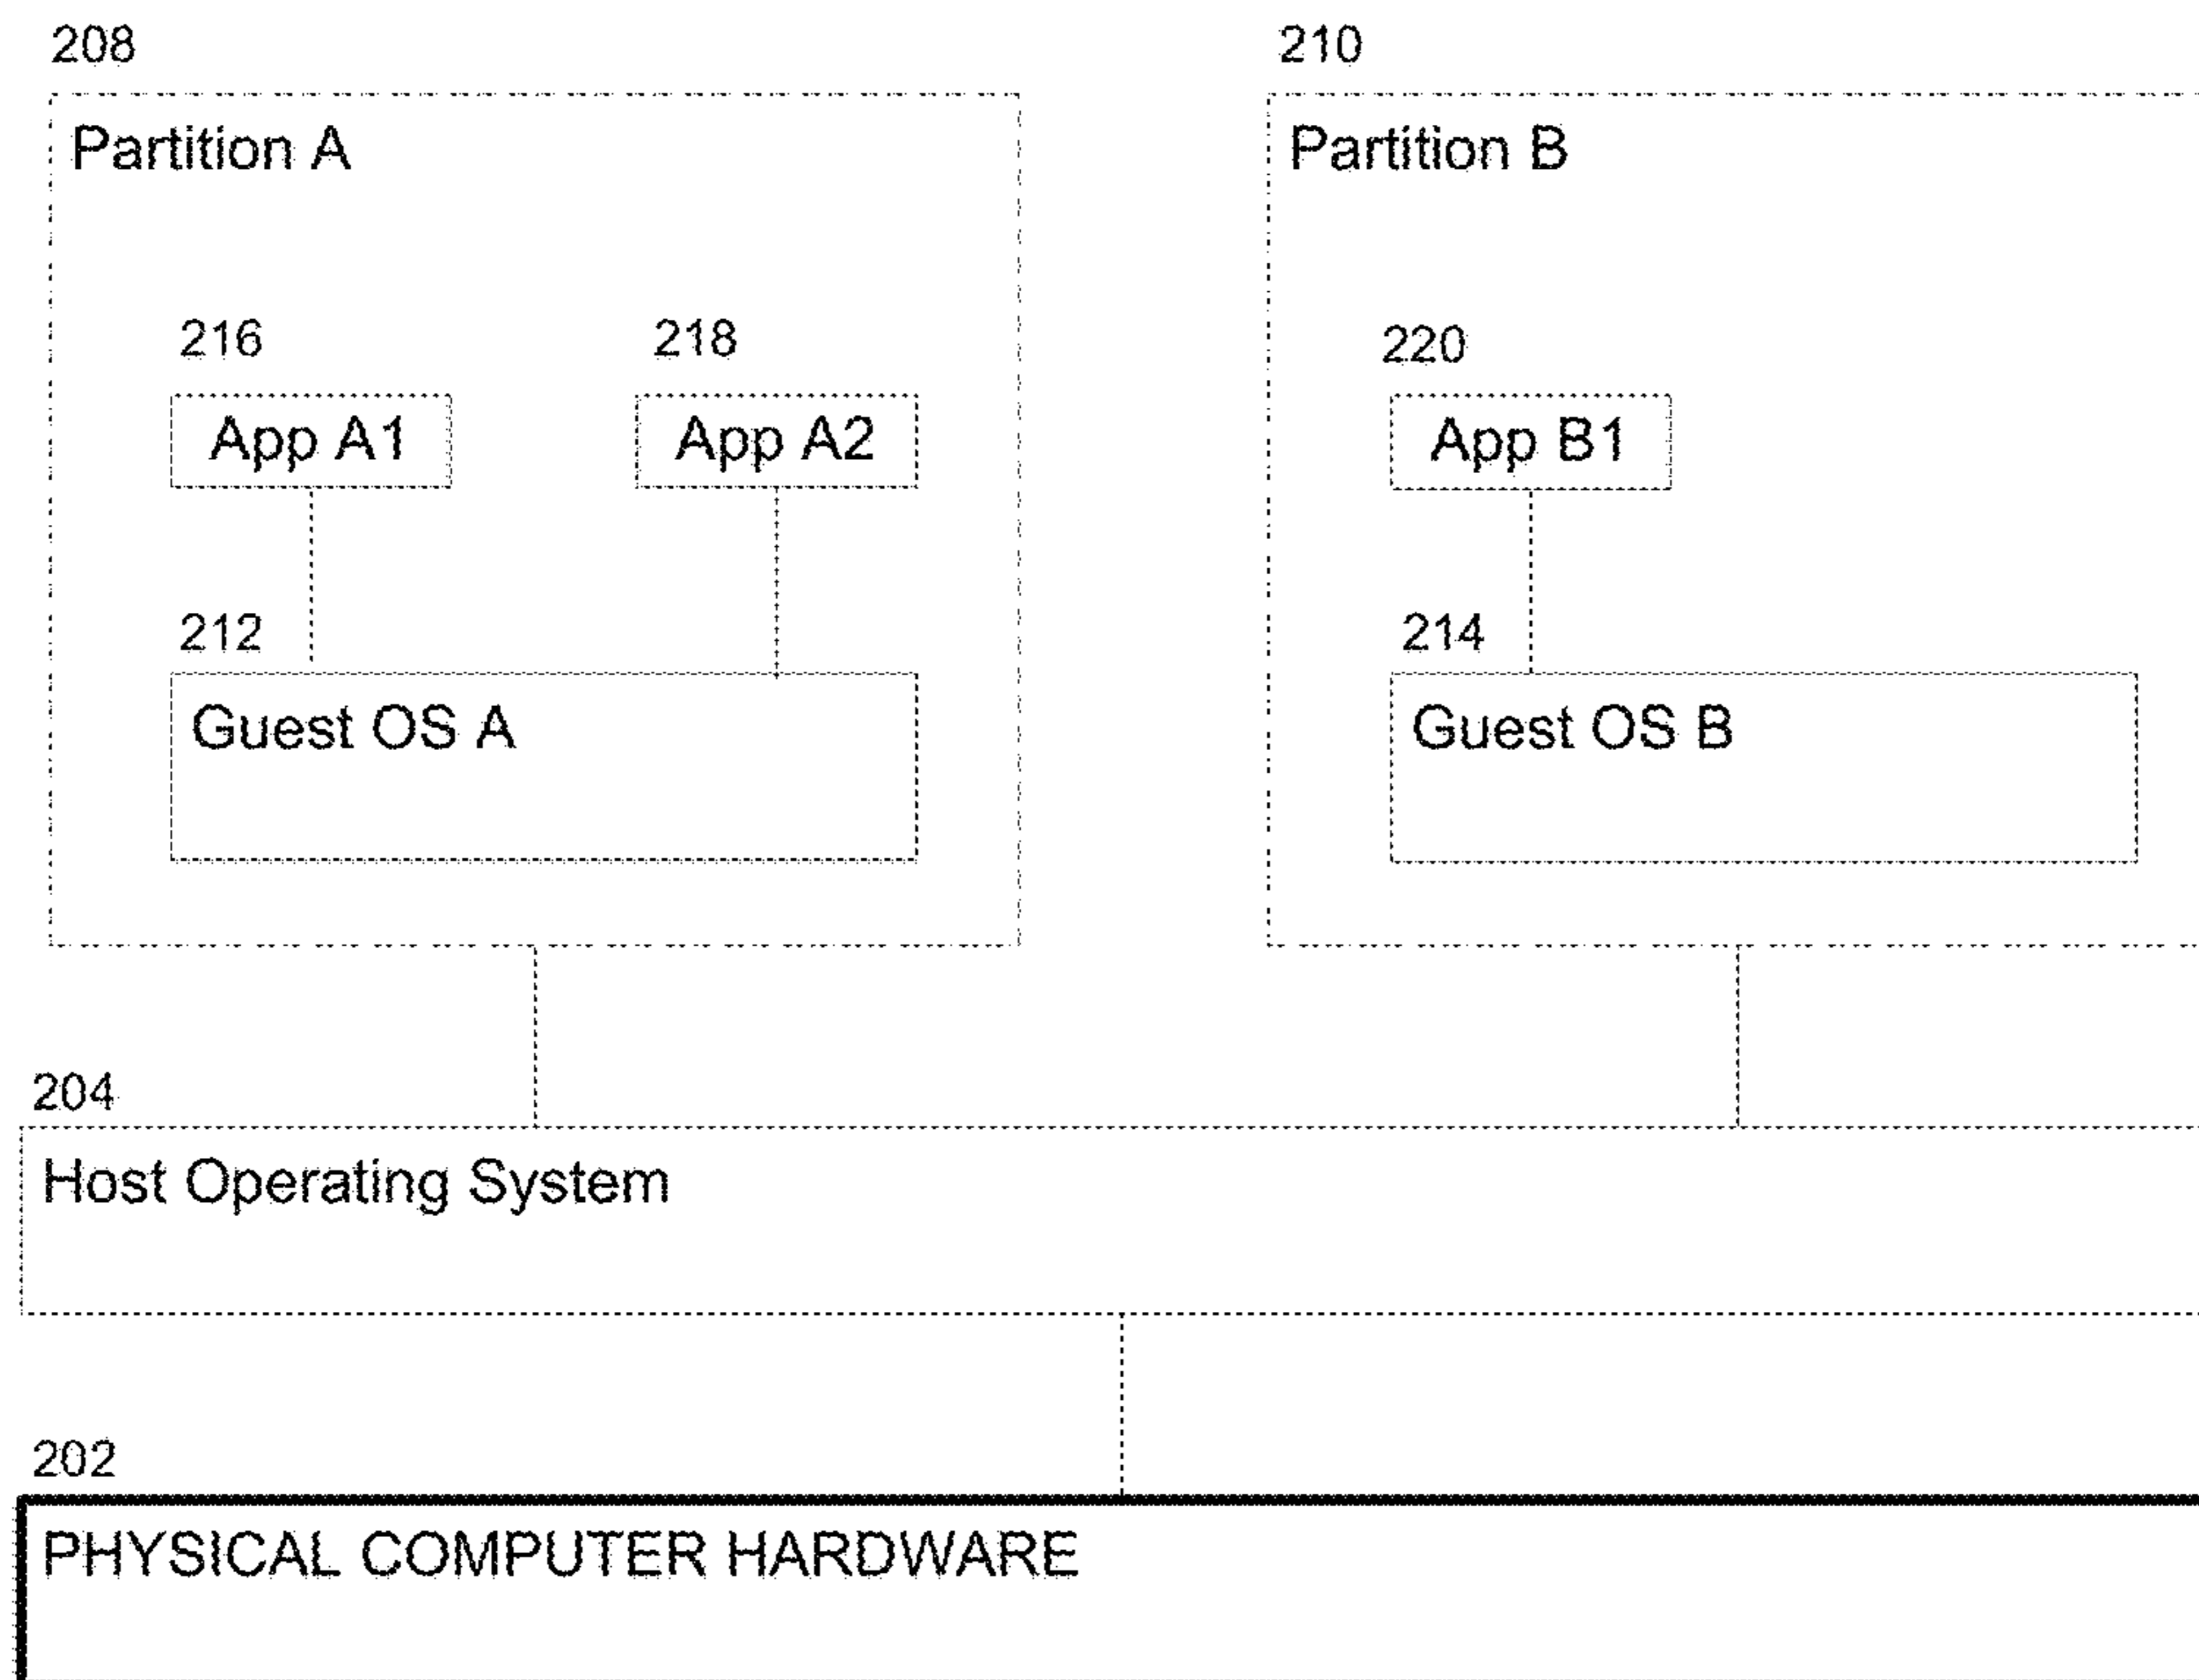 208
210
Partition A
Partition B
216
218
220
App A1
App A2
App B1
212
214
Guest OS A
Guest OS B
204
Host Operating System
202
PHYSICAL COMPUTER HARDWARE